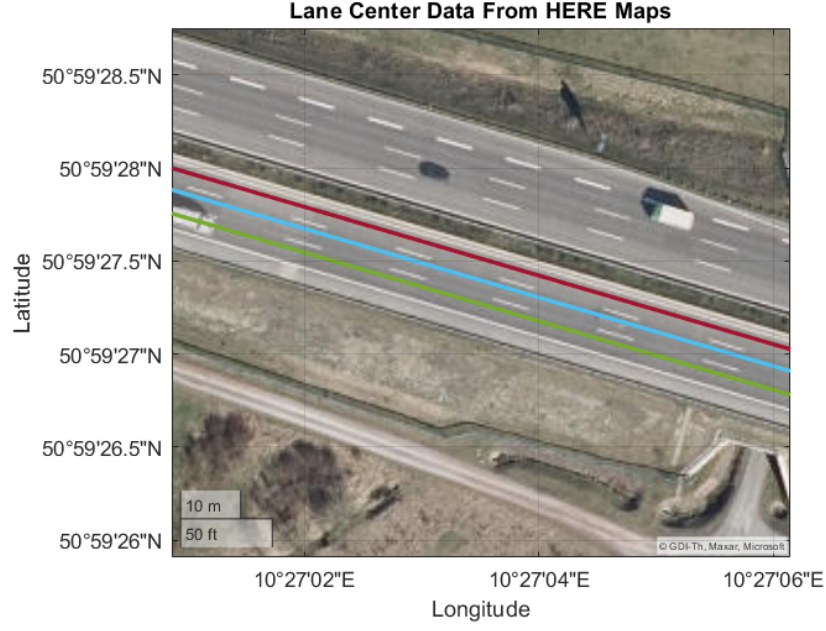 Lane Center Data From HERE Maps
50°59'28.5"N
50°59'28"N
50°59'27.5"N
50°59'27"N
50°59'26.5"N
50°59'26"N
Latitude
10 m
50 ft
© GDI-Th, Maxar, Microsoft
10°27'02"E 10°27'04"E 10°27'06"E
Longitude